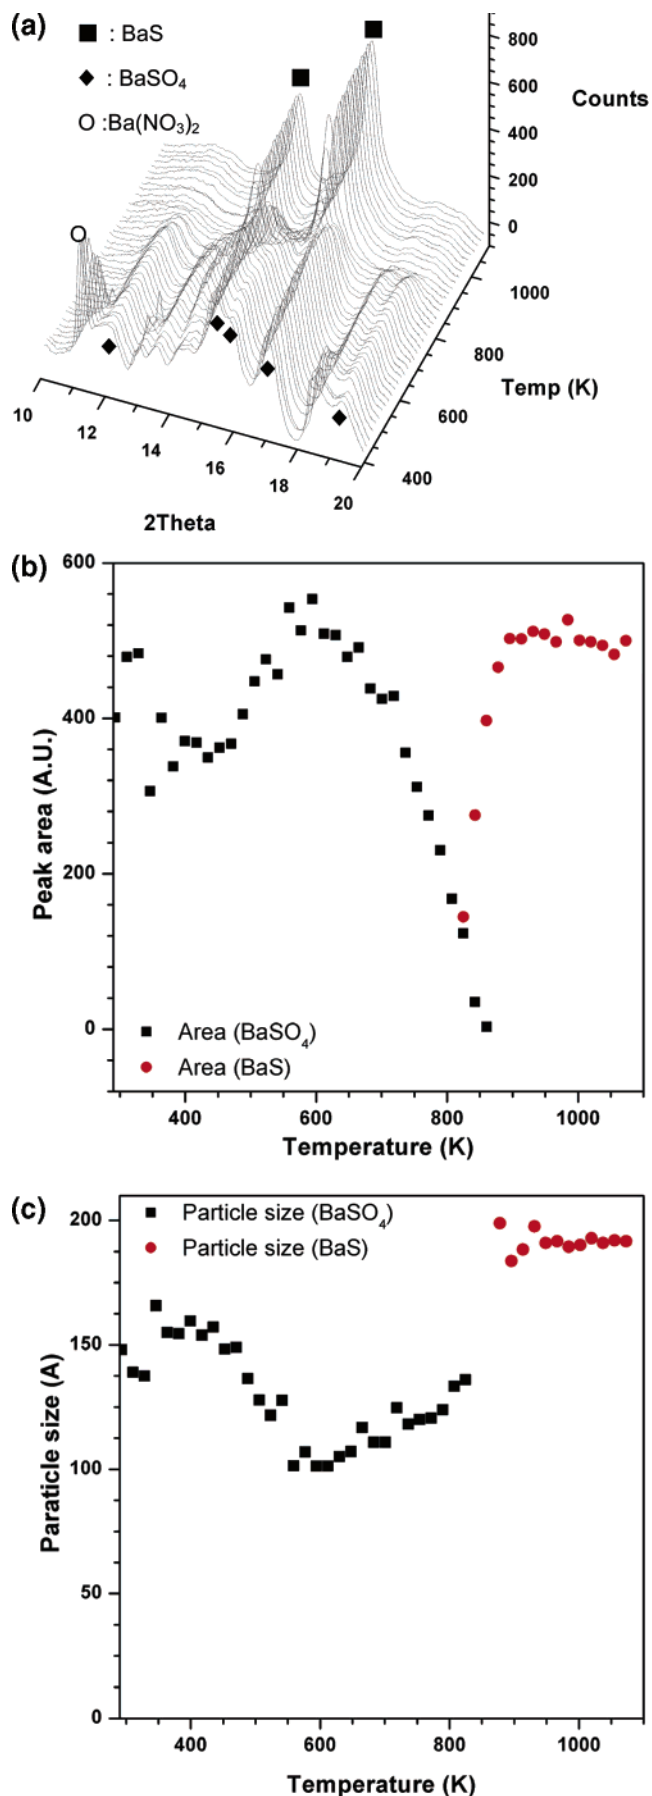 (a)
■ : BaS
◆ : BaSO4
O :Ba(NO3)2
800
600
400
200
0
Counts
1000
800
600
400
Temp (K)
10
12
14
16
18
20
2Theta
(b)
600
400
200
0
Peak area (A.U.)
Area (BaSO4)
Area (BaS)
400
600
800
1000
Temperature (K)
(c)
200
150
100
50
0
Paraticle size (A)
Particle size (BaSO4)
Particle size (BaS)
400
600
800
1000
Temperature (K)